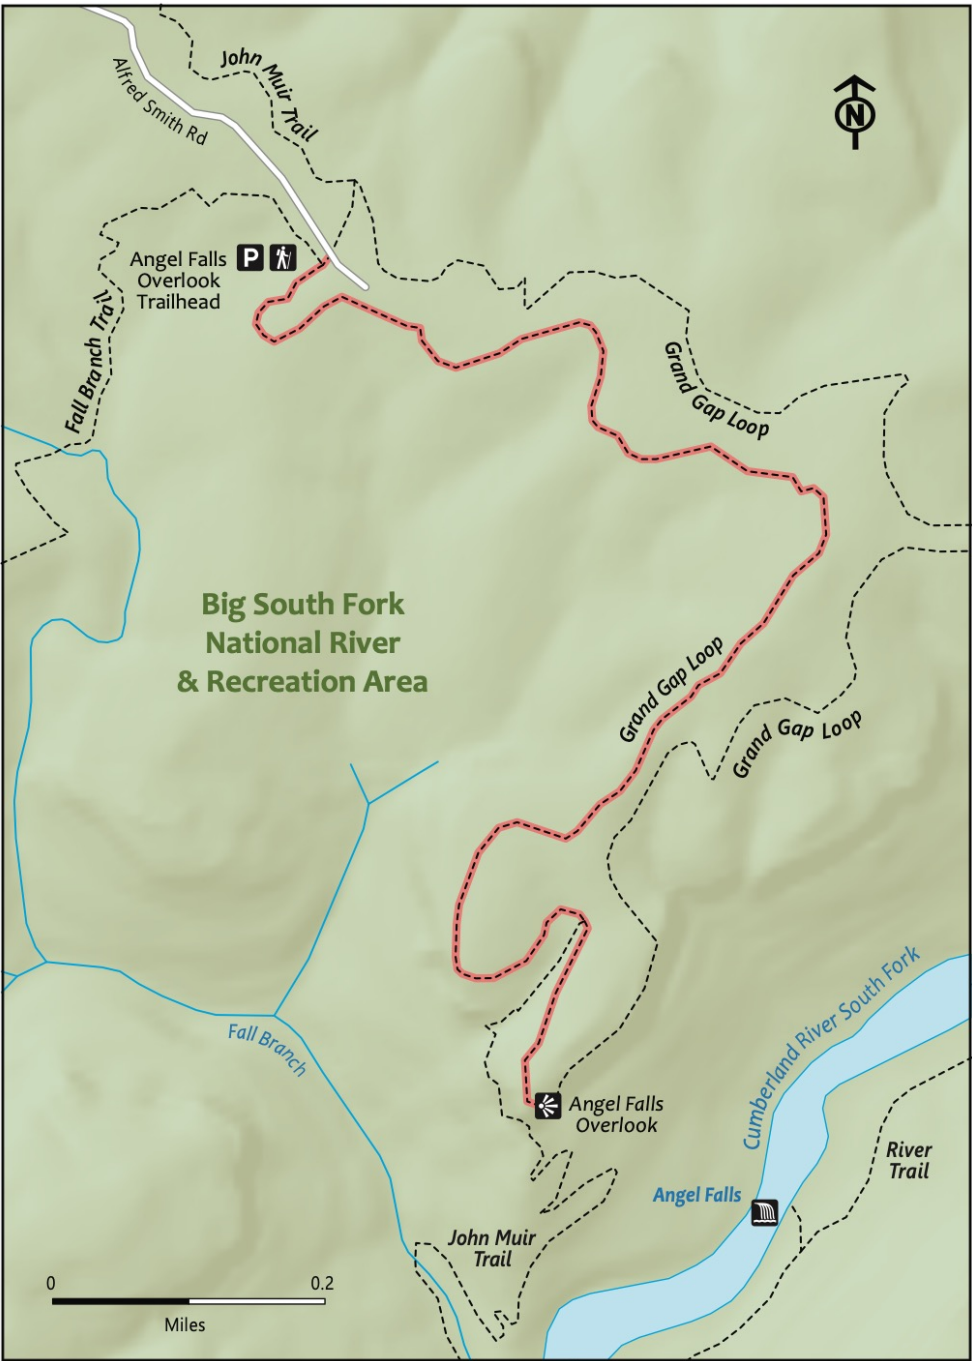 John Muir Trail
Alfred Smith Rd
N
Angel Falls
Overlook
Trailhead
P
Fall Branch Trail
Grand Gap Loop
Big South Fork
National River
& Recreation Area
Grand Gap Loop
Grand Gap Loop
Cumberland River South Fork
Fall Branch
Angel Falls
Overlook
River
Trail
Angel Falls
John Muir
Trail
0 0.2
Miles